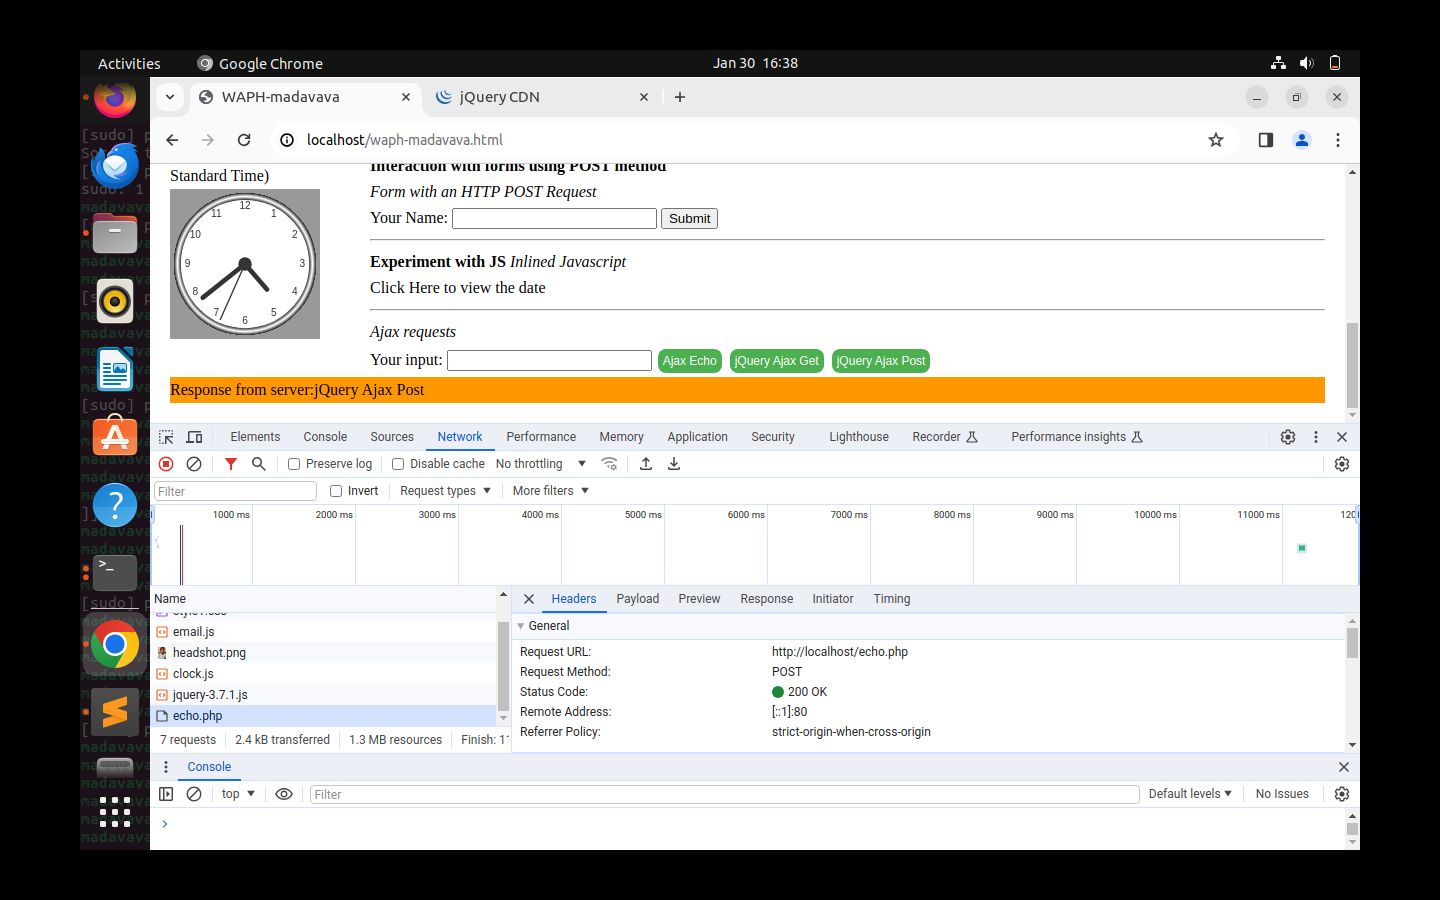 Activities
Google Chrome
Jan 30 16:38
WAPH-madavava
jQuery CDN
localhost/waph-madavava.html
[sudo] p
sudo: 1
madavava
[sudo] p
madavava
Standard Time)
12
1
2
3
4
5
6
7
8
9
10
11
Interaction with forms using POST method
Form with an HTTP POST Request
Your Name:
Submit
Experiment with JS Inlined Javascript
Click Here to view the date
Ajax requests
Your input:
Ajax Echo
jQuery Ajax Get
jQuery Ajax Post
Response from server:jQuery Ajax Post
Elements
Console
Sources
Network
Performance
Memory
Application
Security
Lighthouse
Recorder
Performance insights
Preserve log
Disable cache
No throttling
Filter
Invert
Request types
More filters
1000 ms
2000 ms
3000 ms
4000 ms
5000 ms
6000 ms
7000 ms
8000 ms
9000 ms
10000 ms
11000 ms
Name
email.js
headshot.png
clock.js
jquery-3.7.1.js
echo.php
7 requests
2.4 kB transferred
1.3 MB resources
Finish: 11
Headers
Payload
Preview
Response
Initiator
Timing
General
Request URL: http://localhost/echo.php
Request Method: POST
Status Code: 200 OK
Remote Address: [::1]:80
Referrer Policy: strict-origin-when-cross-origin
Console
top
Filter
Default levels
No Issues